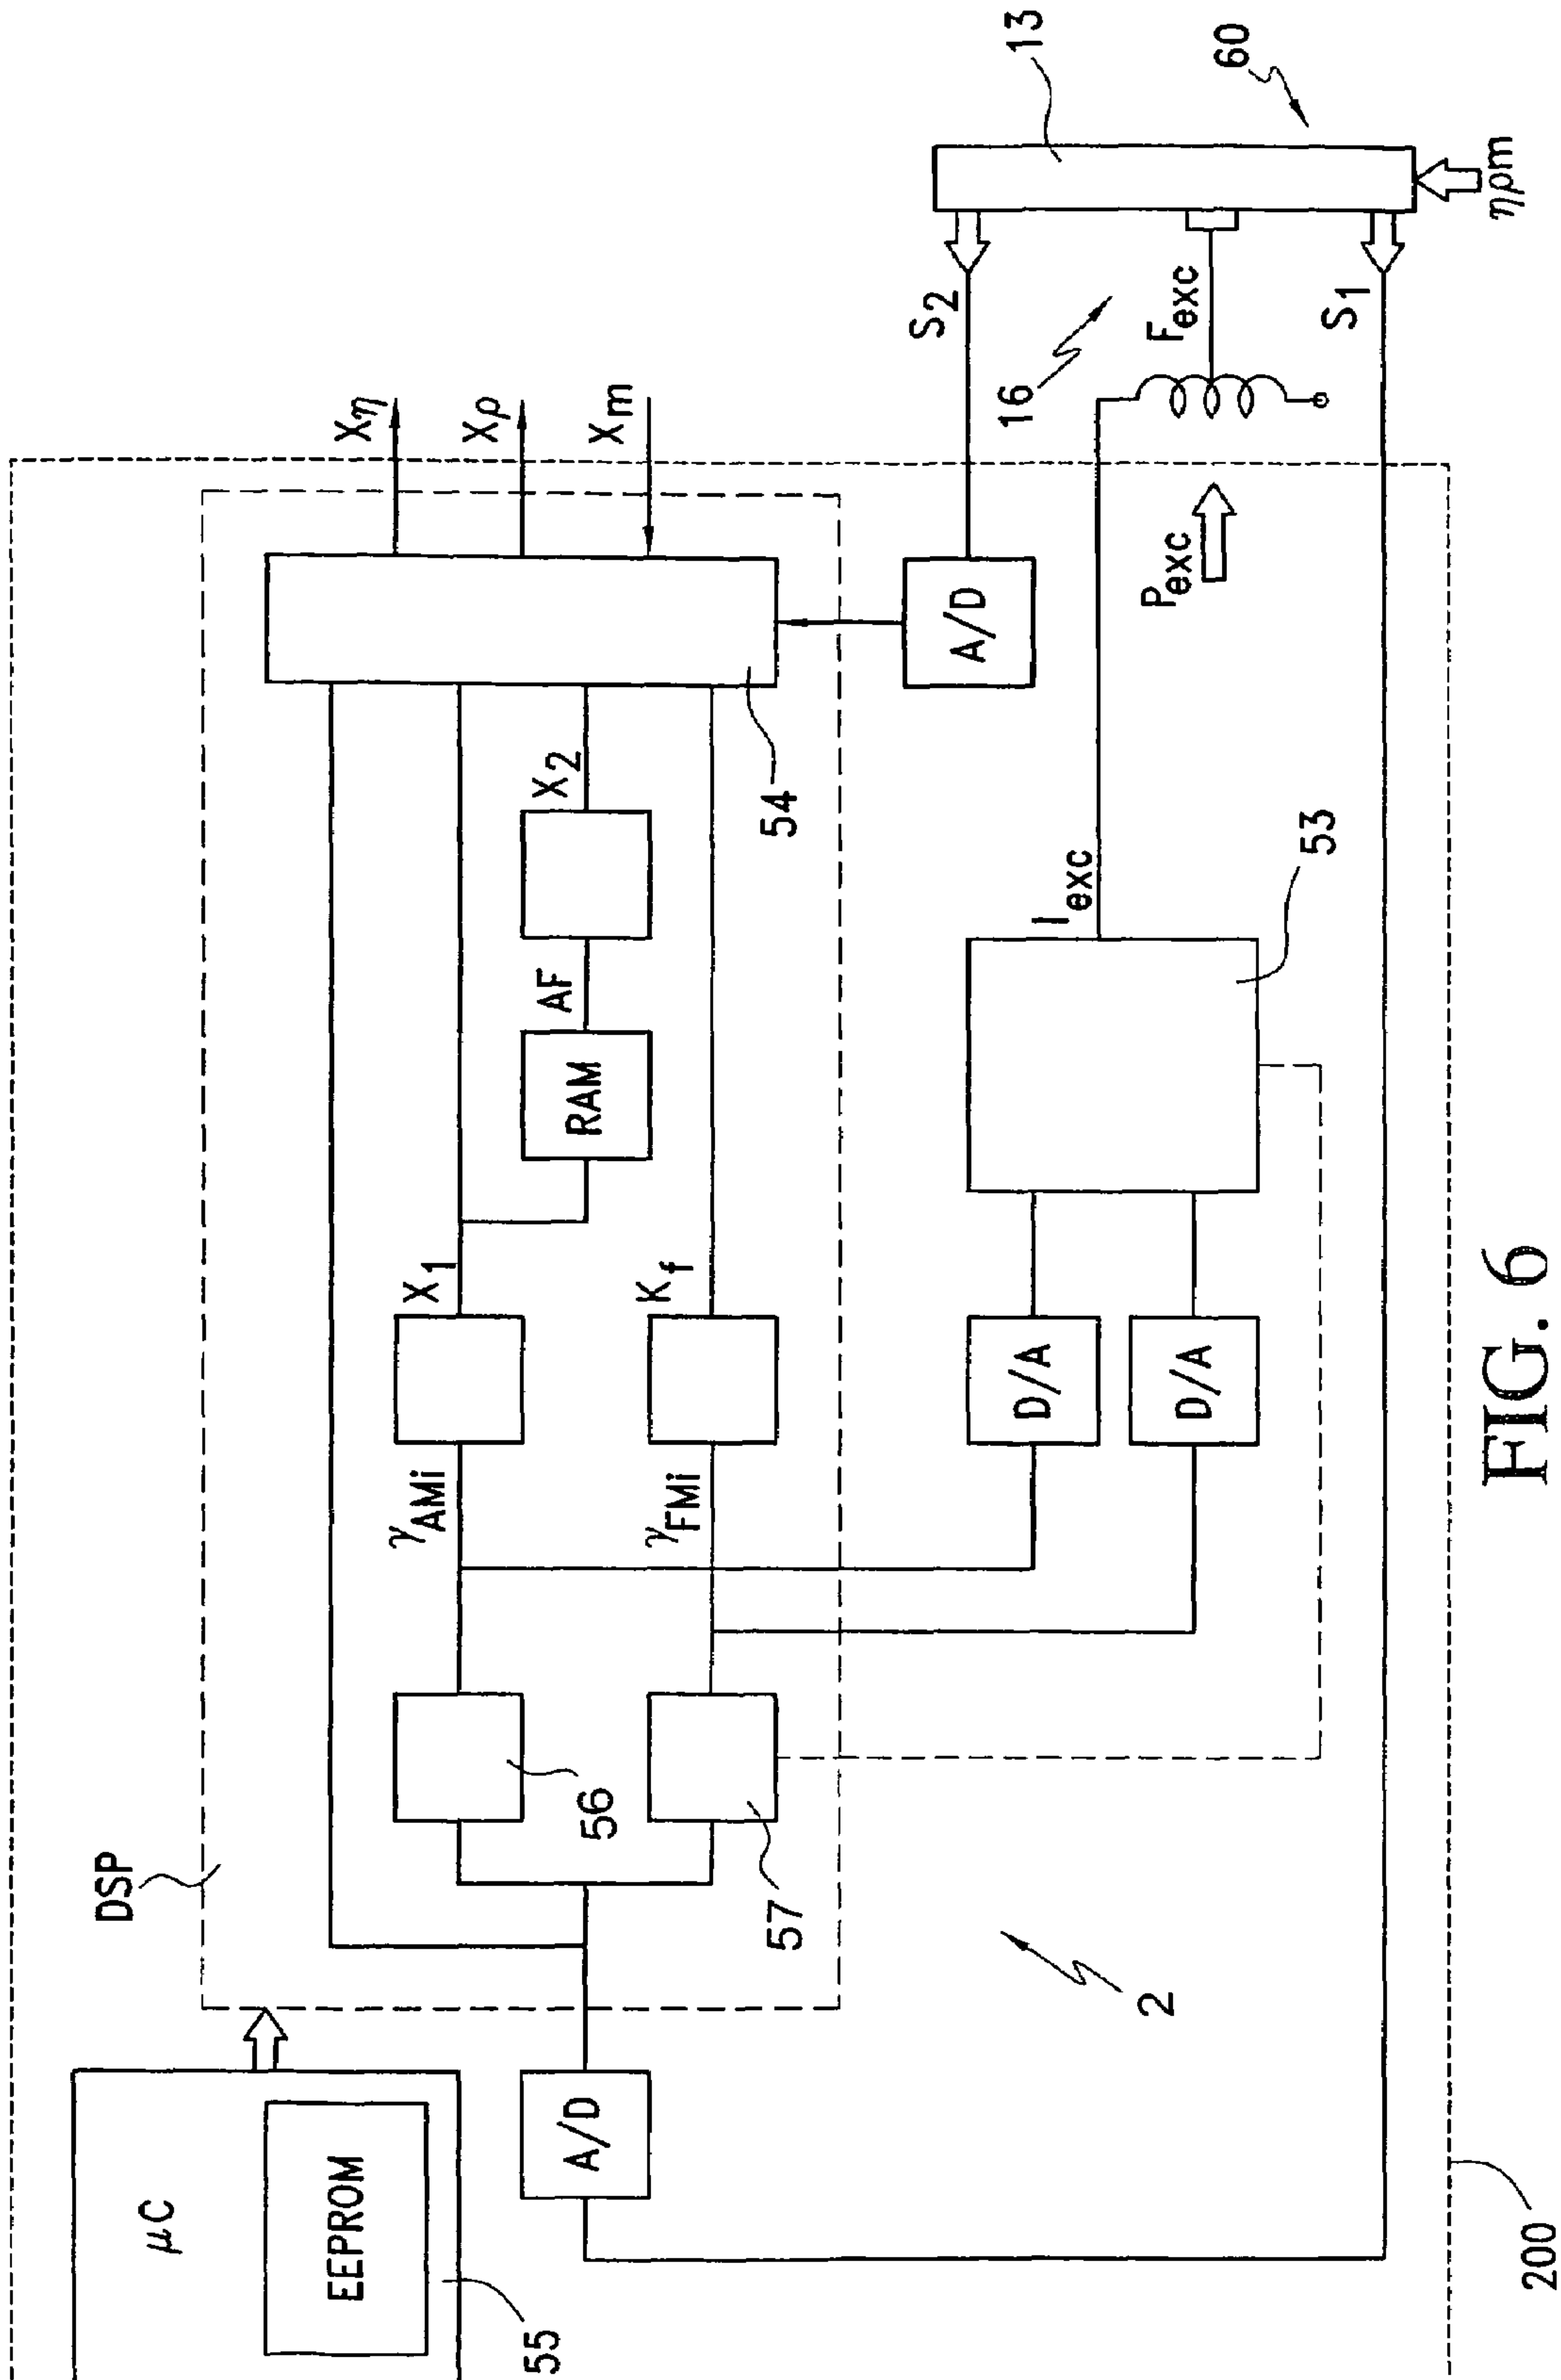 μC
EEPROM
55
DSP
A/D
56
57
γAMi
γFMi
X1
Kf
RAM
AF
X2
54
Xη
Xρ
Xm
A/D
S2
D/A
D/A
53
Iexc
Pexc
16
Fexc
S1
13
60
ηρm
2
200
FIG. 6